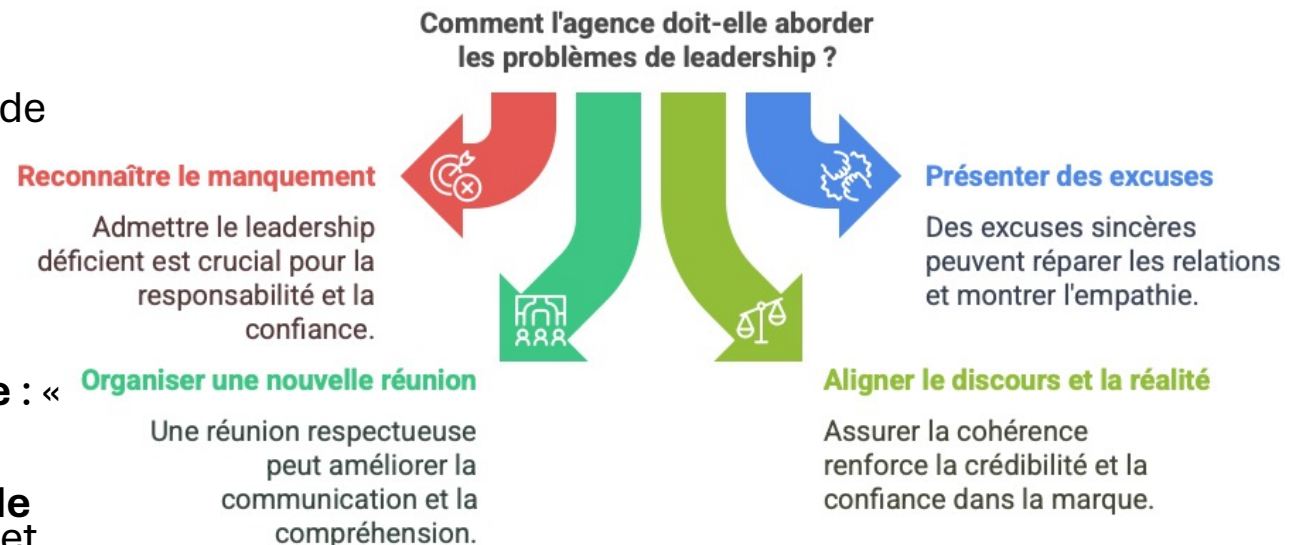 Comment l'agence doit-elle aborder
les problèmes de leadership ?
de
Reconnaître le manquement
Admettre le leadership
déficient est crucial pour la
responsabilité et la
confiance.
Présenter des excuses
Des excuses sincères
peuvent réparer les relations
et montrer l'empathie.
e : «
Organiser une nouvelle réunion
Une réunion respectueuse
peut améliorer la
communication et la
compréhension.
Aligner le discours et la réalité
Assurer la cohérence
renforce la crédibilité et la
confiance dans la marque.
le
et